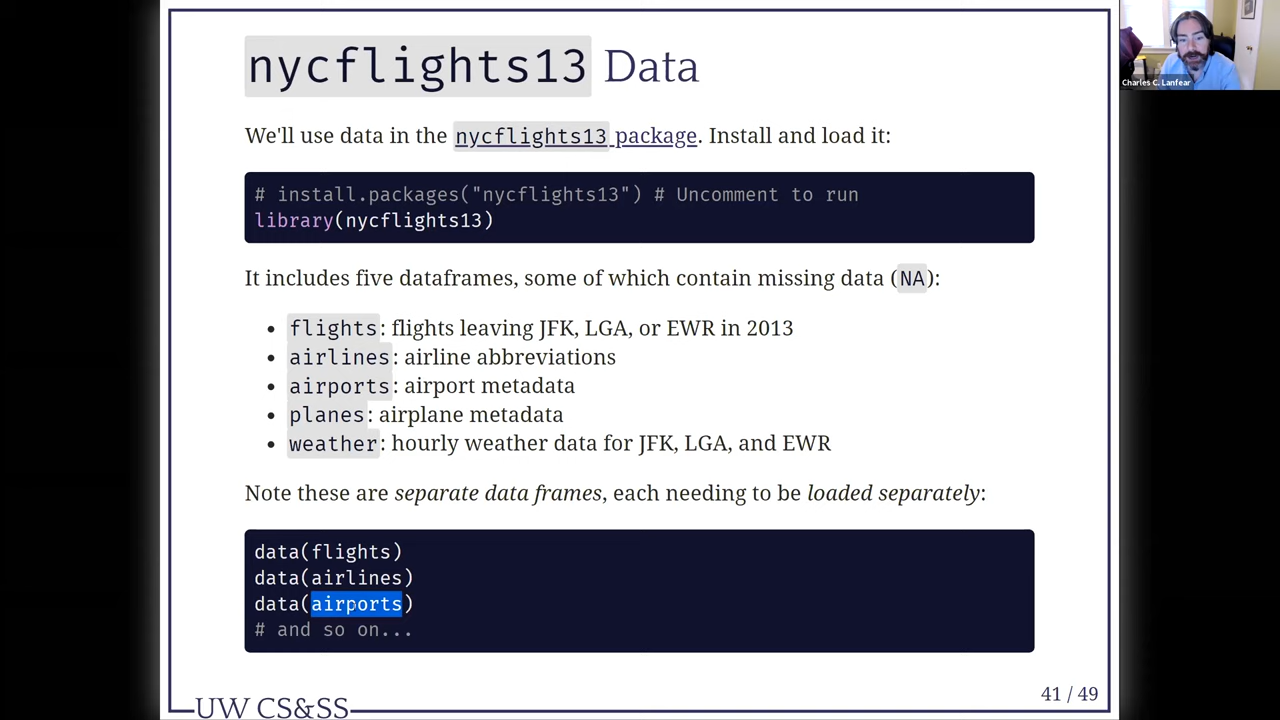 nycflights13 Data
Charles C. Lanfear
We'll use data in the nycflights13 package. Install and load it:
# install.packages("nycflights13") # Uncomment to run
library(nycflights13)
It includes five dataframes, some of which contain missing data (NA):
• flights: flights leaving JFK, LGA, or EWR in 2013
• airlines: airline abbreviations
• airports: airport metadata
• planes: airplane metadata
• weather: hourly weather data for JFK, LGA, and EWR
Note these are separate data frames, each needing to be loaded separately:
data(flights)
data(airlines)
data(airports)
# and so on...
41 / 49
UW CS&SS